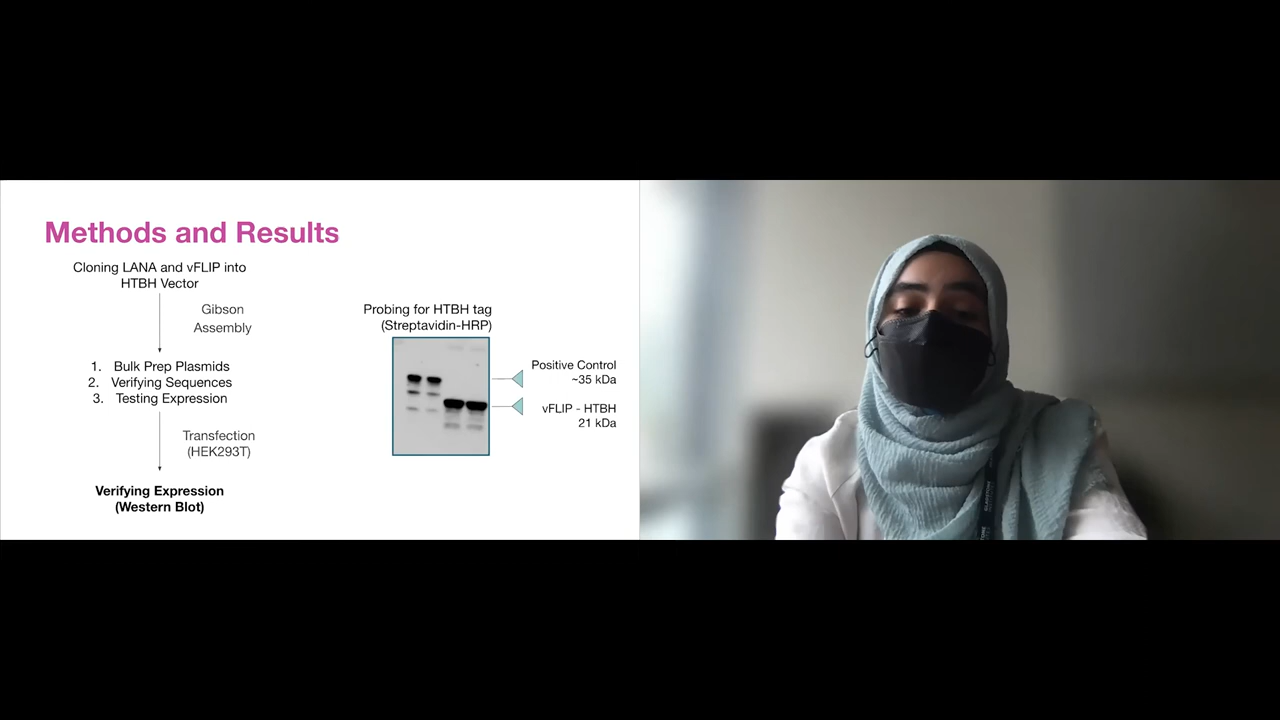 Methods and Results
Cloning LANA and vFLIP into
HTBH Vector
Gibson
Assembly
1. Bulk Prep Plasmids
2. Verifying Sequences
3. Testing Expression
Transfection
(HEK293T)
Verifying Expression
(Western Blot)
Probing for HTBH tag
(Streptavidin-HRP)
Positive Control
~35 kDa
vFLIP - HTBH
21 kDa
GLADSTONE